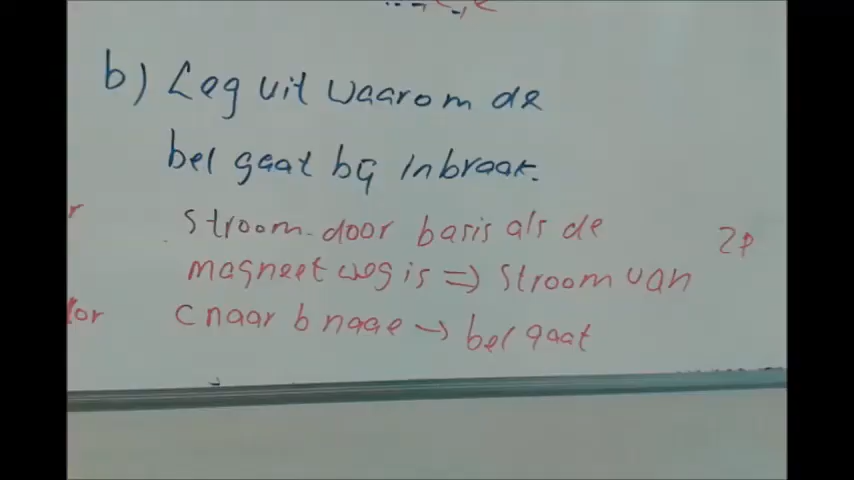 b) Leg uit waarom de
bel gaat bij inbraak.
r
stroom door basis als de
2p
magneet weg is => stroom van
tor
c naar b naar e -> bel gaat